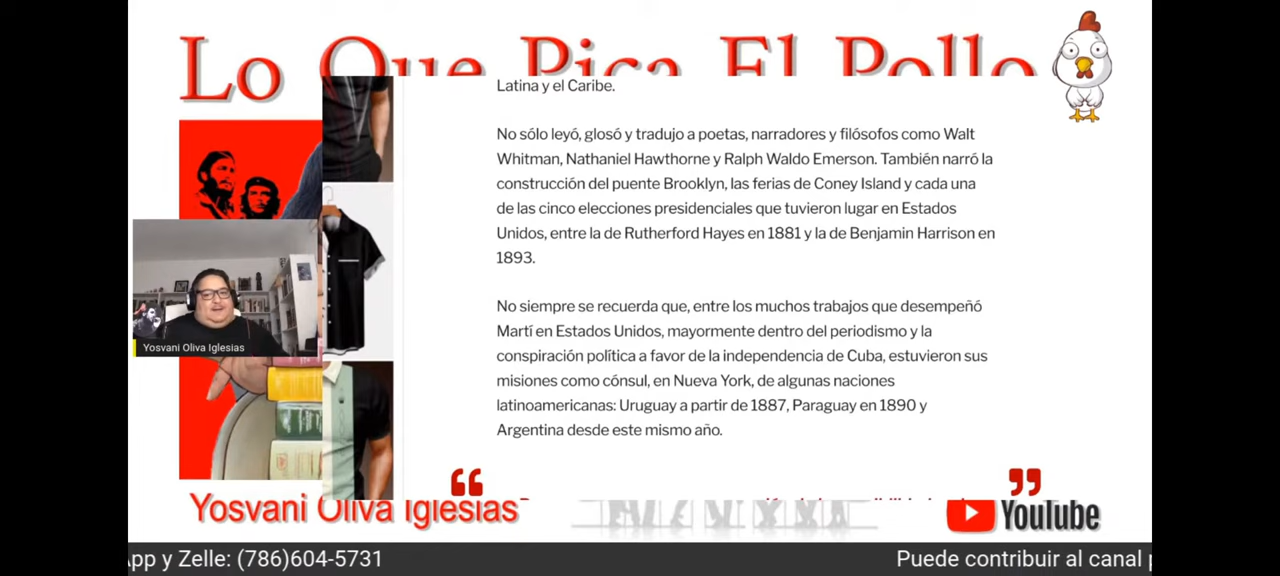 Lo Que Pica El Pollo
Latina y el Caribe.
No sólo leyó, glosó y tradujo a poetas, narradores y filósofos como Walt
Whitman, Nathaniel Hawthorne y Ralph Waldo Emerson. También narró la
construcción del puente Brooklyn, las ferias de Coney Island y cada una
de las cinco elecciones presidenciales que tuvieron lugar en Estados
Unidos, entre la de Rutherford Hayes en 1881 y la de Benjamin Harrison en
1893.
No siempre se recuerda que, entre los muchos trabajos que desempeñó
Martí en Estados Unidos, mayormente dentro del periodismo y la
conspiración política a favor de la independencia de Cuba, estuvieron sus
misiones como cónsul, en Nueva York, de algunas naciones
latinoamericanas: Uruguay a partir de 1887, Paraguay en 1890 y
Argentina desde este mismo año.
Yosvani Oliva Iglesias
“ ”
Yosvani Oliva Iglesias
YouTube
App y Zelle: (786)604-5731 Puede contribuir al canal